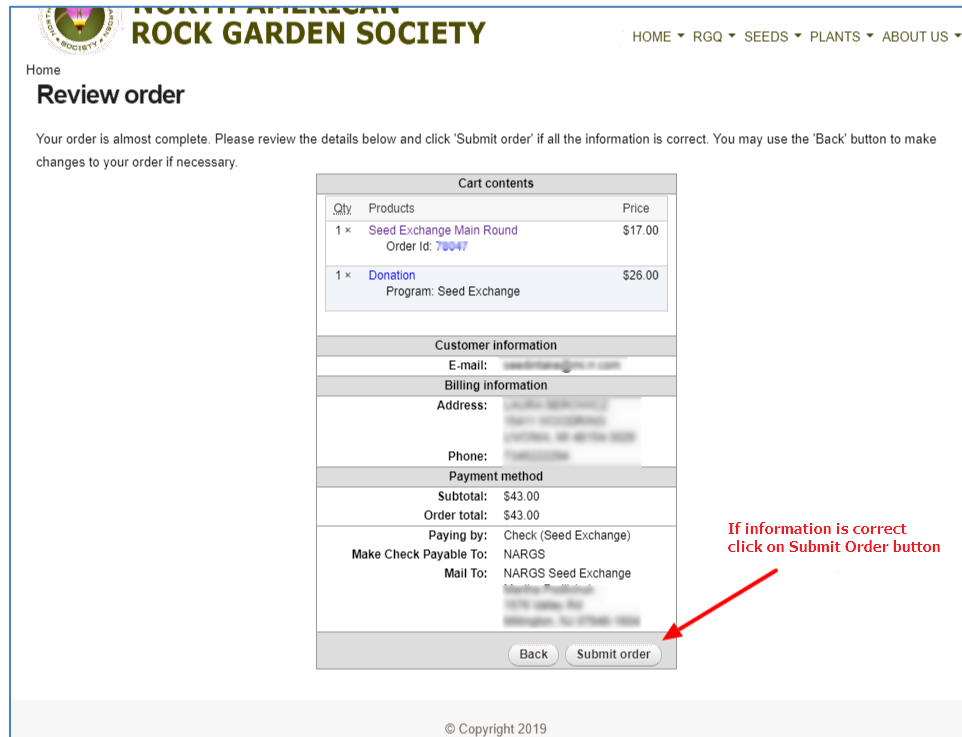 NORTH AMERICAN
ROCK GARDEN SOCIETY
SOCIETY
HOME RGQ SEEDS PLANTS ABOUT US
Home
Review order
Your order is almost complete. Please review the details below and click 'Submit order' if all the information is correct. You may use the 'Back' button to make
changes to your order if necessary.
Cart contents
Qty Products Price
1 × Seed Exchange Main Round $17.00
Order Id:
1 × Donation $26.00
Program: Seed Exchange
Customer information
E-mail:
Billing information
Address:
Phone:
Payment method
Subtotal: $43.00
Order total: $43.00
Paying by: Check (Seed Exchange)
Make Check Payable To: NARGS
Mail To: NARGS Seed Exchange
If information is correct
click on Submit Order button
Back Submit order
© Copyright 2019